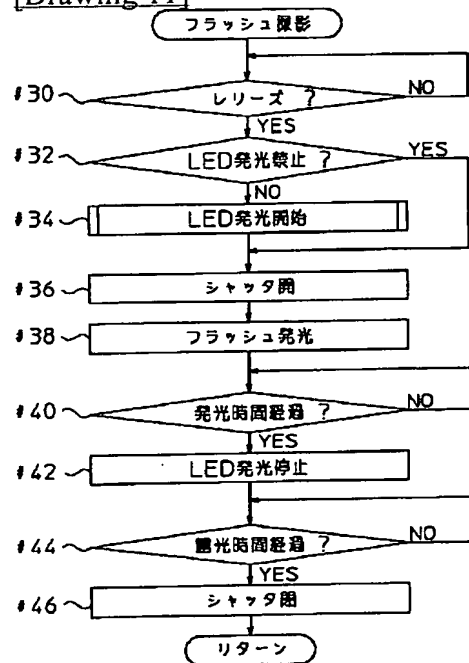 [Drawing 11]
フラッシュ撮影
#30 レリーズ ? NO
YES
#32 LED発光禁止 ? YES
NO
#34 LED発光開始
#36 シャッタ開
#38 フラッシュ発光
#40 発光時間経過 ? NO
YES
#42 LED発光停止
#44 露光時間経過 ? NO
YES
#46 シャッタ閉
リターン